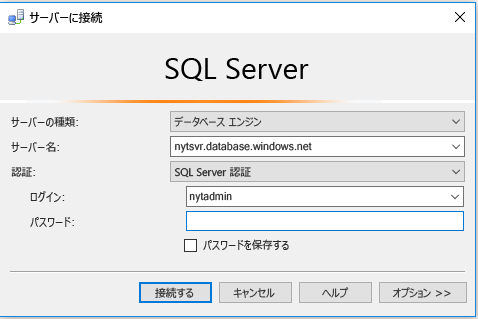 サーバーに接続
SQL Server
サーバーの種類: データベース エンジン
サーバー名: nytsvr.database.windows.net
認証: SQL Server 認証
ログイン: nytadmin
パスワード:
パスワードを保存する
接続する キャンセル ヘルプ オプション >>